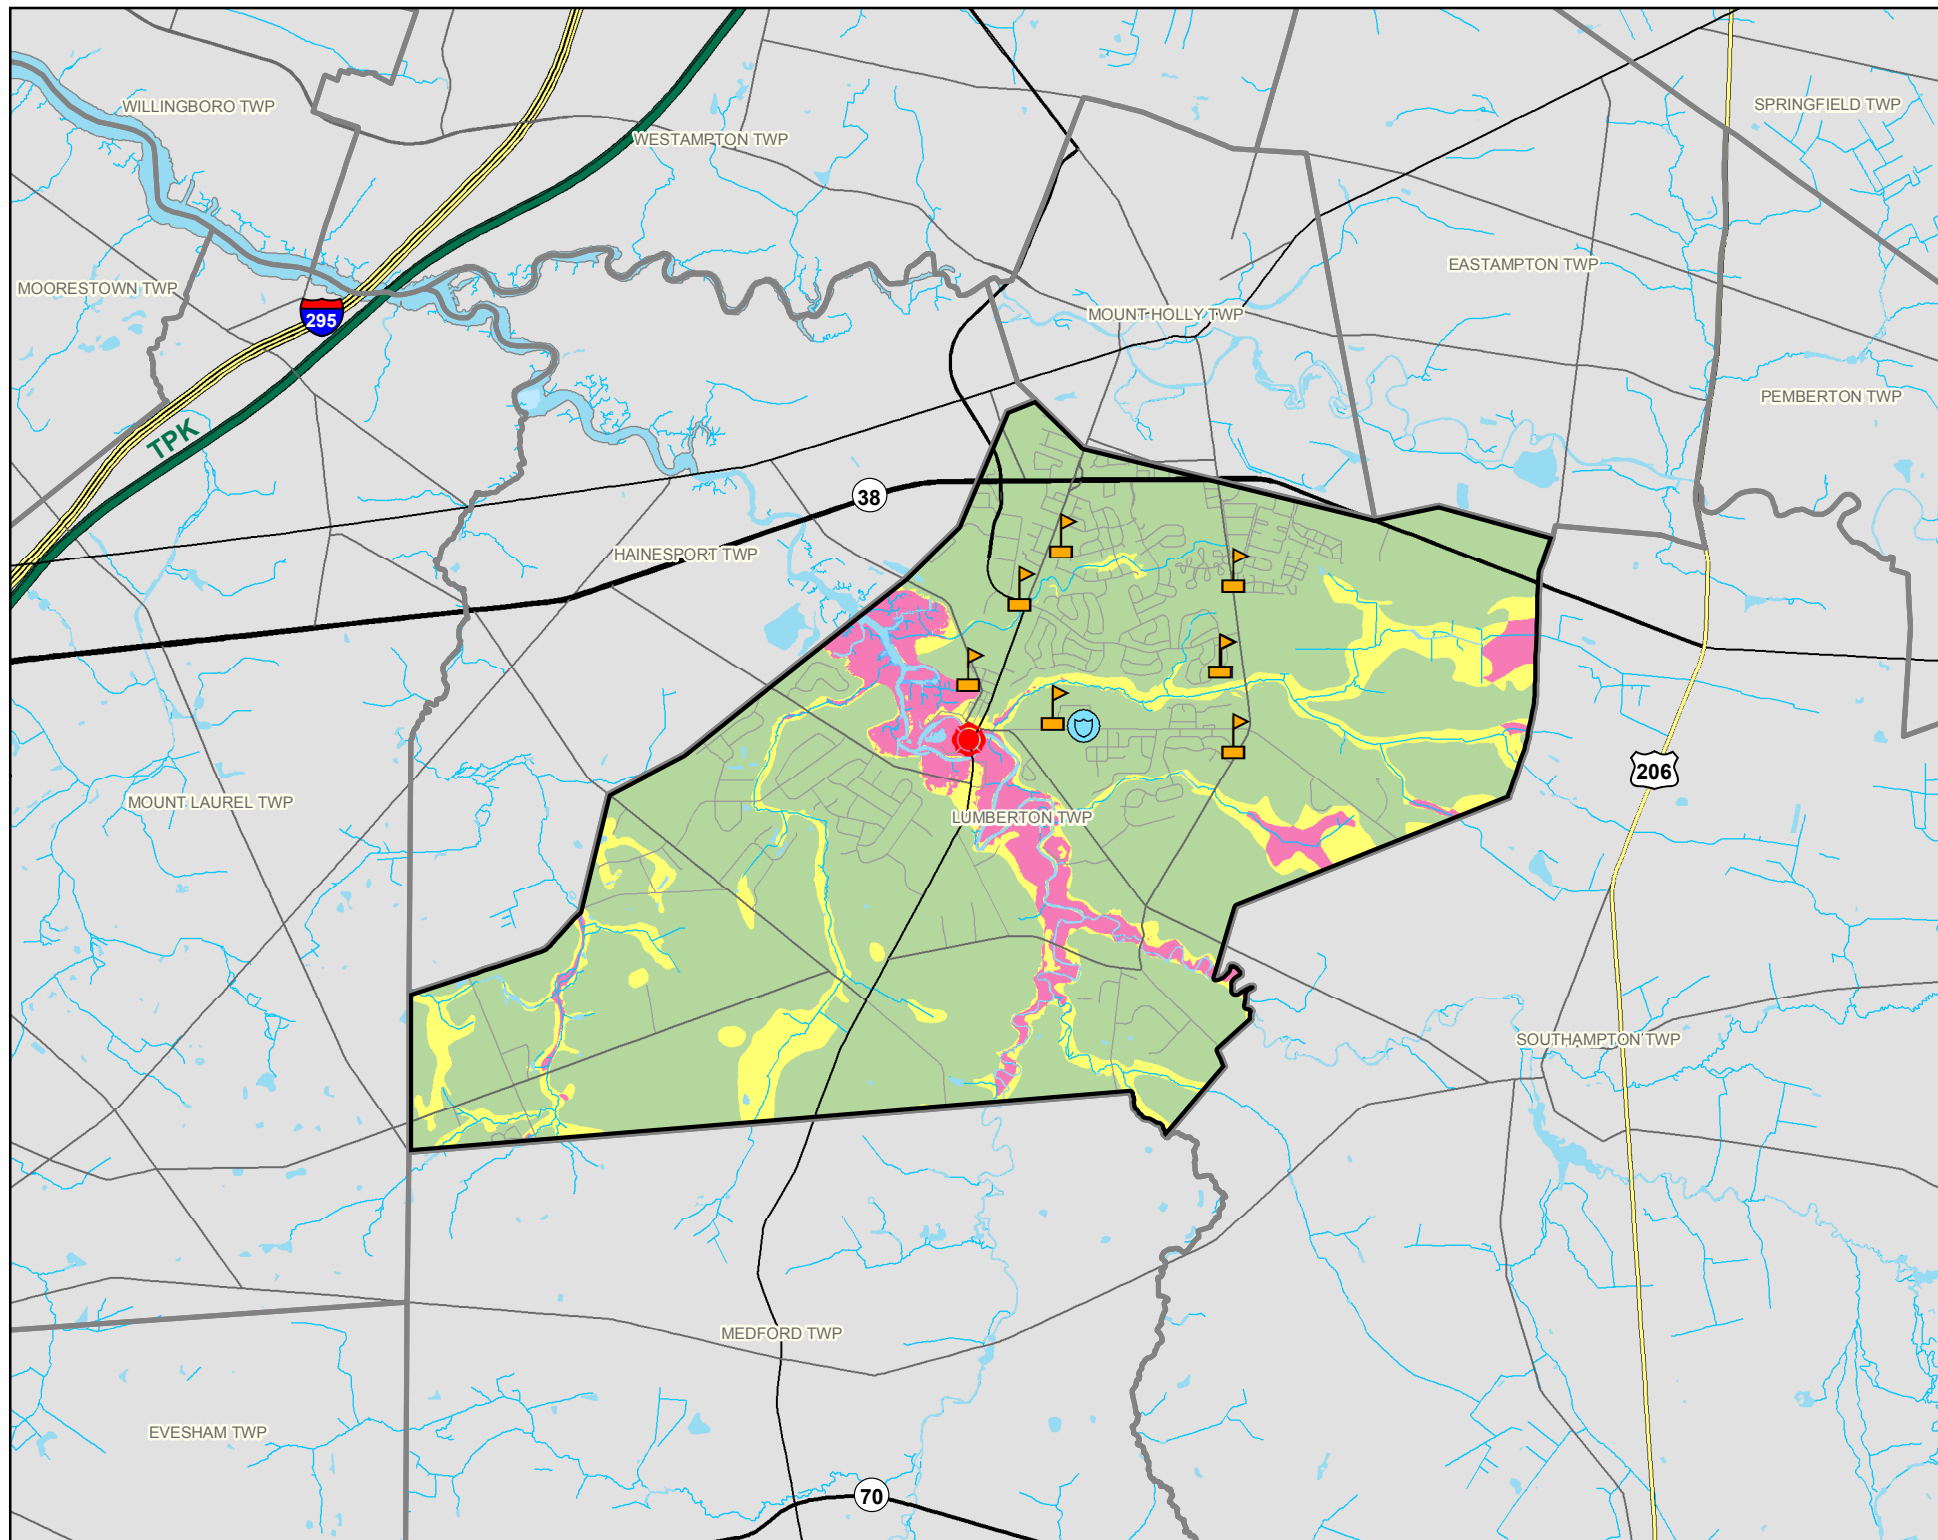 WILLINGBORO TWP
SPRINGFIELD TWP
WESTAMPTON TWP
EASTAMPTON TWP
MOORESTOWN TWP
MOUNT HOLLY TWP
295
PEMBERTON TWP
TPK
38
HAINESPORT TWP
206
MOUNT LAUREL TWP
LUMBERTON TWP
SOUTHAMPTON TWP
MEDFORD TWP
EVESHAM TWP
70